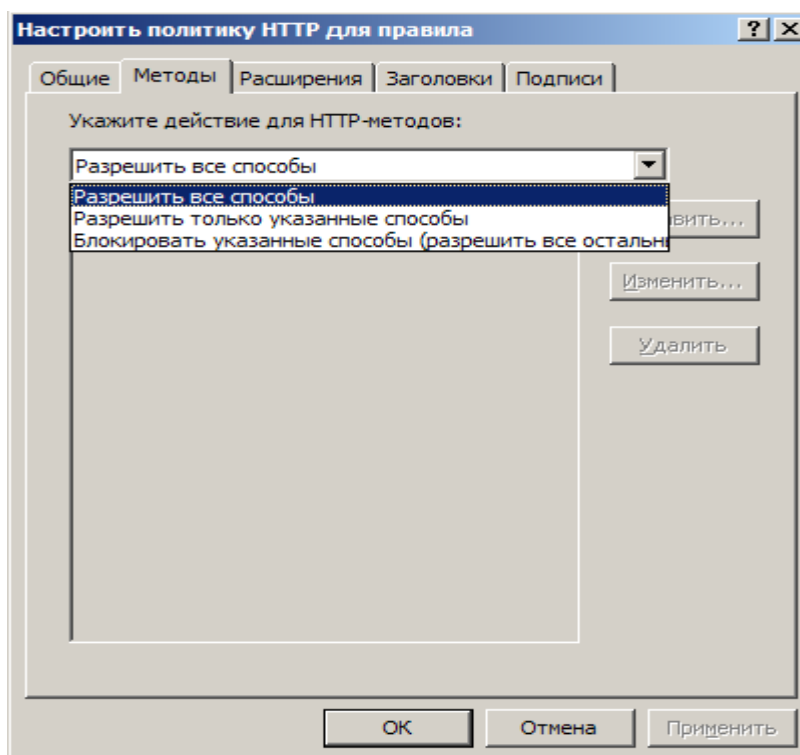 Настроить политику HTTP для правила
Общие Методы Расширения Заголовки Подписи
Укажите действие для HTTP-методов:
Разрешить все способы
Разрешить все способы
Разрешить только указанные способы
Блокировать указанные способы (разрешить все
Изменить...
Удалить
OK Отмена Применить